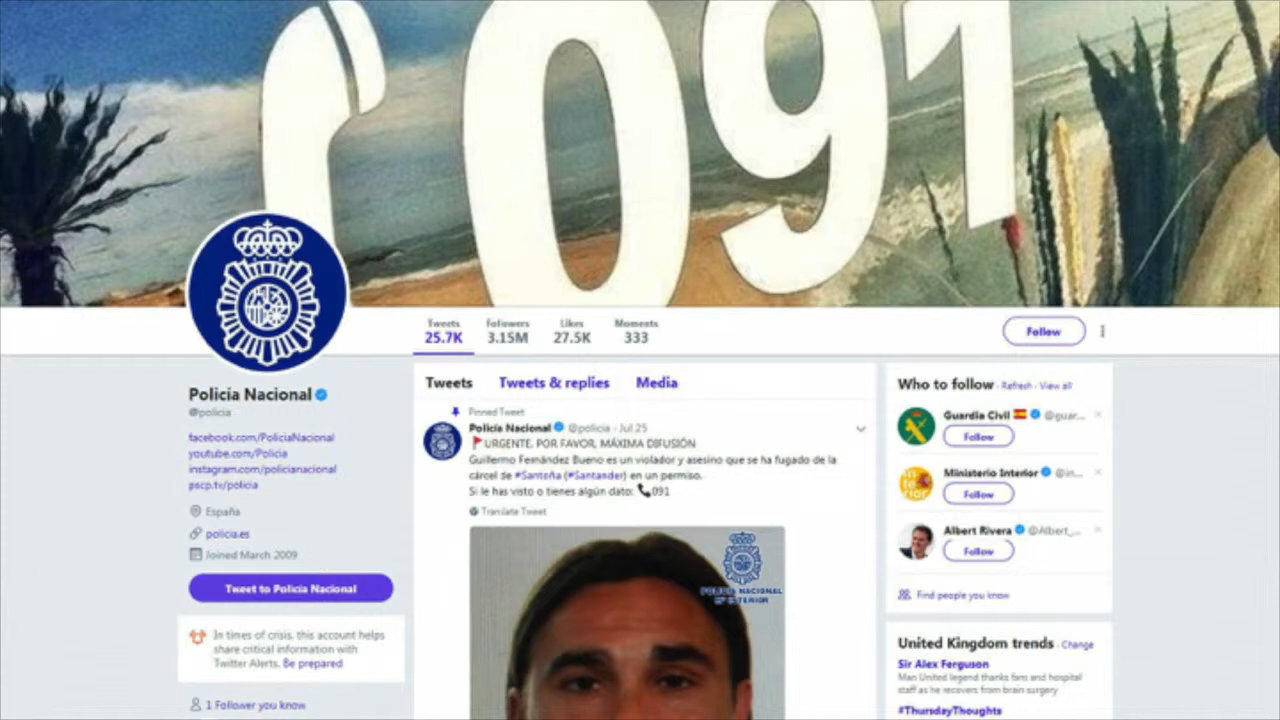 091
Tweets
25.7K
Followers
3.15M
Likes
27.5K
Moments
333
Follow
Policía Nacional
@policia
facebook.com/PoliciaNacional
youtube.com/Policia
instagram.com/policianacional
pscp.tv/policia
España
policia.es
Joined March 2009
Tweet to Policía Nacional
In times of crisis, this account helps
share critical information with
Twitter Alerts. Be prepared
1 Follower you know
Tweets Tweets & replies Media
Pinned Tweet
Policía Nacional @policia · Jul 25
URGENTE. POR FAVOR, MÁXIMA DIFUSIÓN
Guillermo Fernández Bueno es un violador y asesino que se ha fugado de la
cárcel de #Santoña (#Santander) en un permiso.
Si le has visto o tienes algún dato: 091
Translate Tweet
POLICÍA NACIONAL
INTERIOR
Who to follow · Refresh · View all
Guardia Civil @guar...
Follow
Ministerio Interior @in...
Follow
interior
Albert Rivera @Albert_...
Follow
Find people you know
United Kingdom trends · Change
Sir Alex Ferguson
Man United legend thanks fans and hospital
staff as he recovers from brain surgery
#ThursdayThoughts